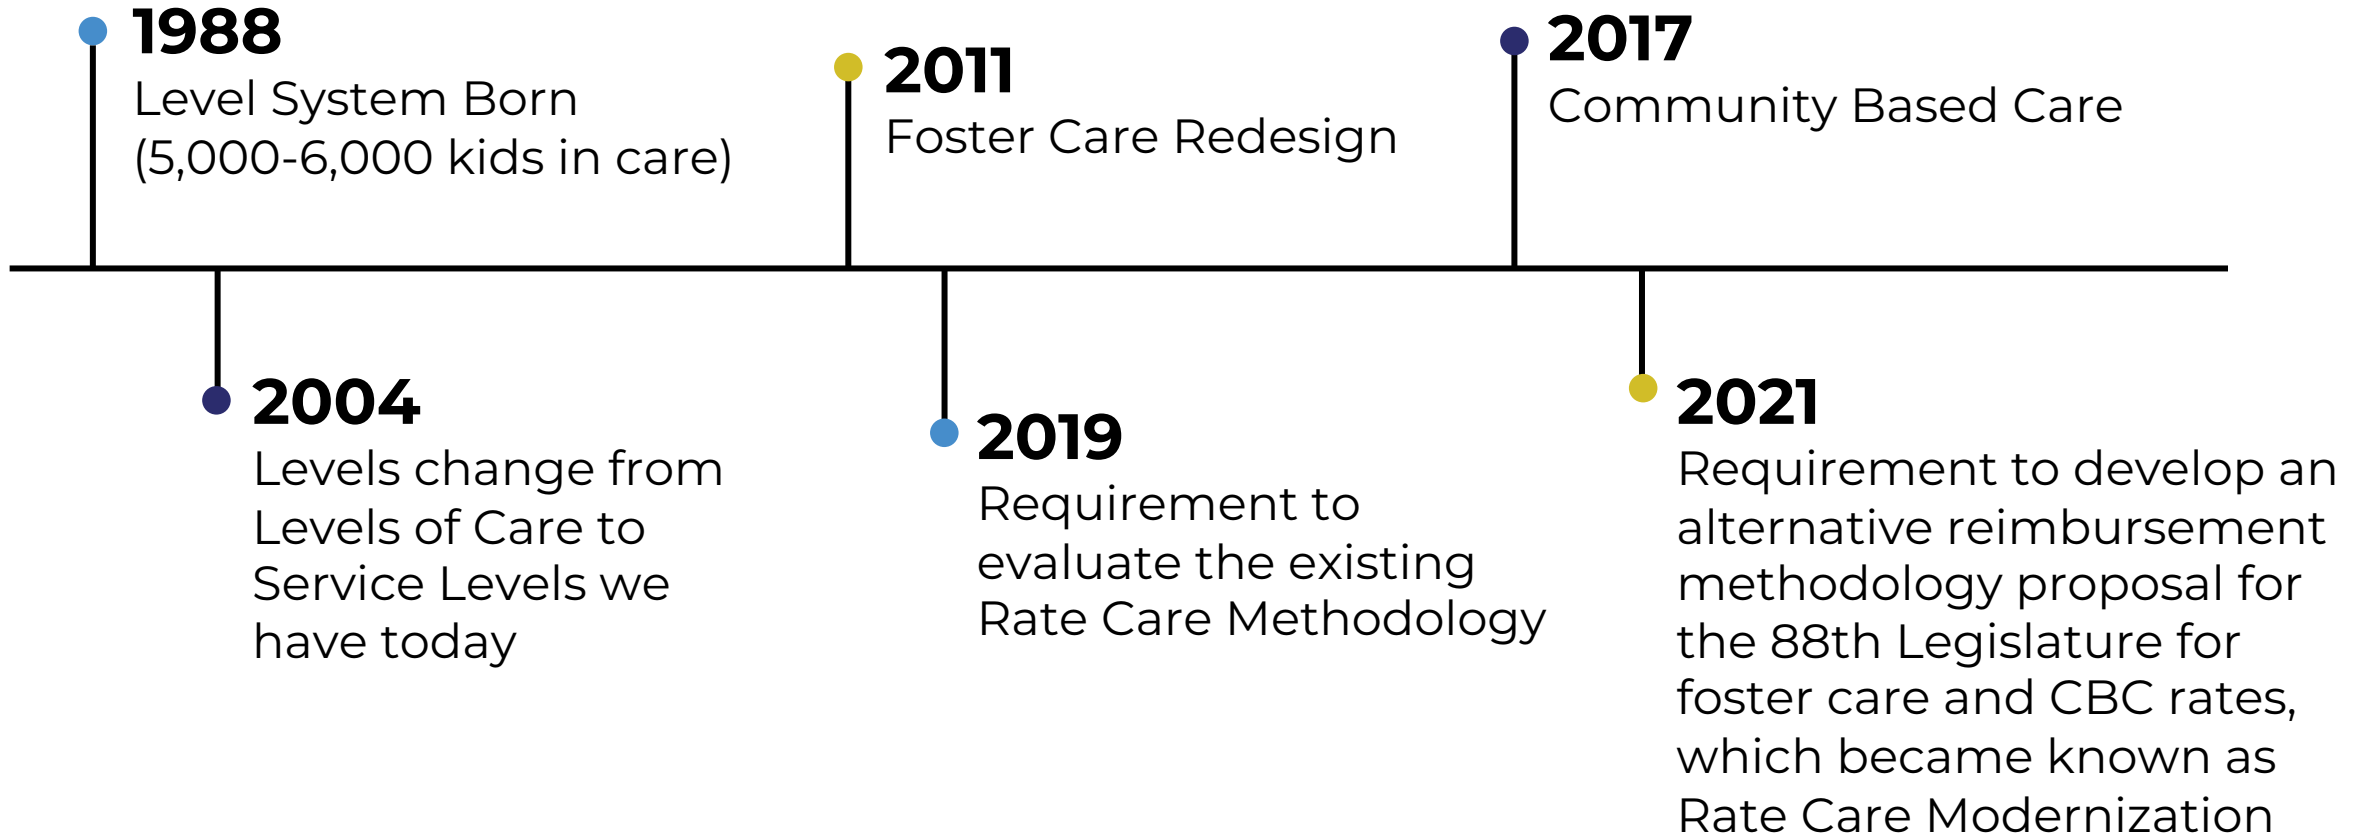 1988
Level System Born
(5,000-6,000 kids in care)
2004
Levels change from
Levels of Care to
Service Levels we
have today
2011
Foster Care Redesign
2019
Requirement to
evaluate the existing
Rate Care Methodology
2017
Community Based Care
2021
Requirement to develop an
alternative reimbursement
methodology proposal for
the 88th Legislature for
foster care and CBC rates,
which became known as
Rate Care Modernization